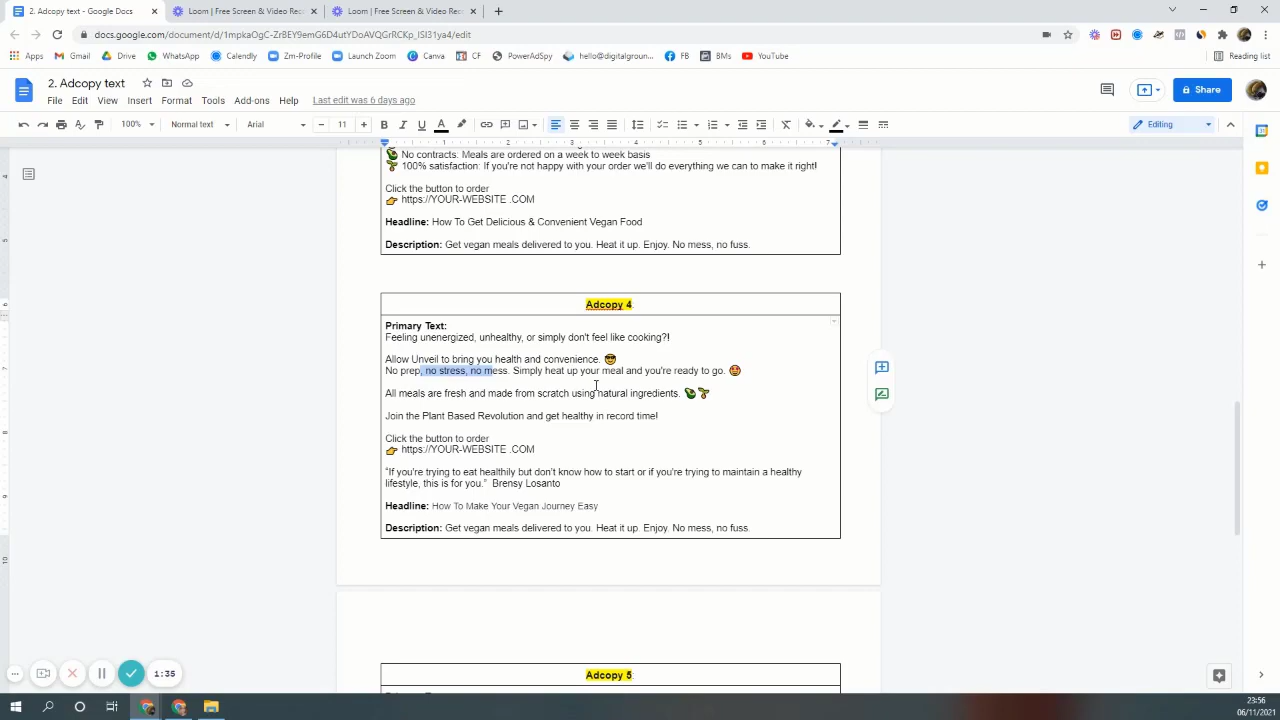 2. Adcopy text - Google Docs
Loom | Free Screen & Video Rec
Loom | Free Screen & Video Rec
docs.google.com/document/d/1mpkaOgC-ZrBEY9emG6D4utYDoAVQGrRCKp_lSI31ya4/edit
Apps Gmail Drive WhatsApp Calendly Zm-Profile Launch Zoom Canva CF PowerAdSpy hello@digitalgroun... FB BMs YouTube Reading list
2. Adcopy text
File Edit View Insert Format Tools Add-ons Help Last edit was 6 days ago
Share
100% Normal text Arial 11 Editing
No contracts: Meals are ordered on a week to week basis
100% satisfaction: If you're not happy with your order we'll do everything we can to make it right!
Click the button to order
👉 https://YOUR-WEBSITE .COM
Headline: How To Get Delicious & Convenient Vegan Food
Description: Get vegan meals delivered to you. Heat it up. Enjoy. No mess, no fuss.
Adcopy 4:
Primary Text:
Feeling unenergized, unhealthy, or simply don't feel like cooking?!
Allow Unveil to bring you health and convenience. 😎
No prep, no stress, no mess. Simply heat up your meal and you're ready to go. 🤩
All meals are fresh and made from scratch using natural ingredients. 🥑🌱
Join the Plant Based Revolution and get healthy in record time!
Click the button to order
👉 https://YOUR-WEBSITE .COM
"If you're trying to eat healthily but don't know how to start or if you're trying to maintain a healthy
lifestyle, this is for you." Brensy Losanto
Headline: How To Make Your Vegan Journey Easy
Description: Get vegan meals delivered to you. Heat it up. Enjoy. No mess, no fuss.
Adcopy 5:
1:35
23:56
06/11/2021